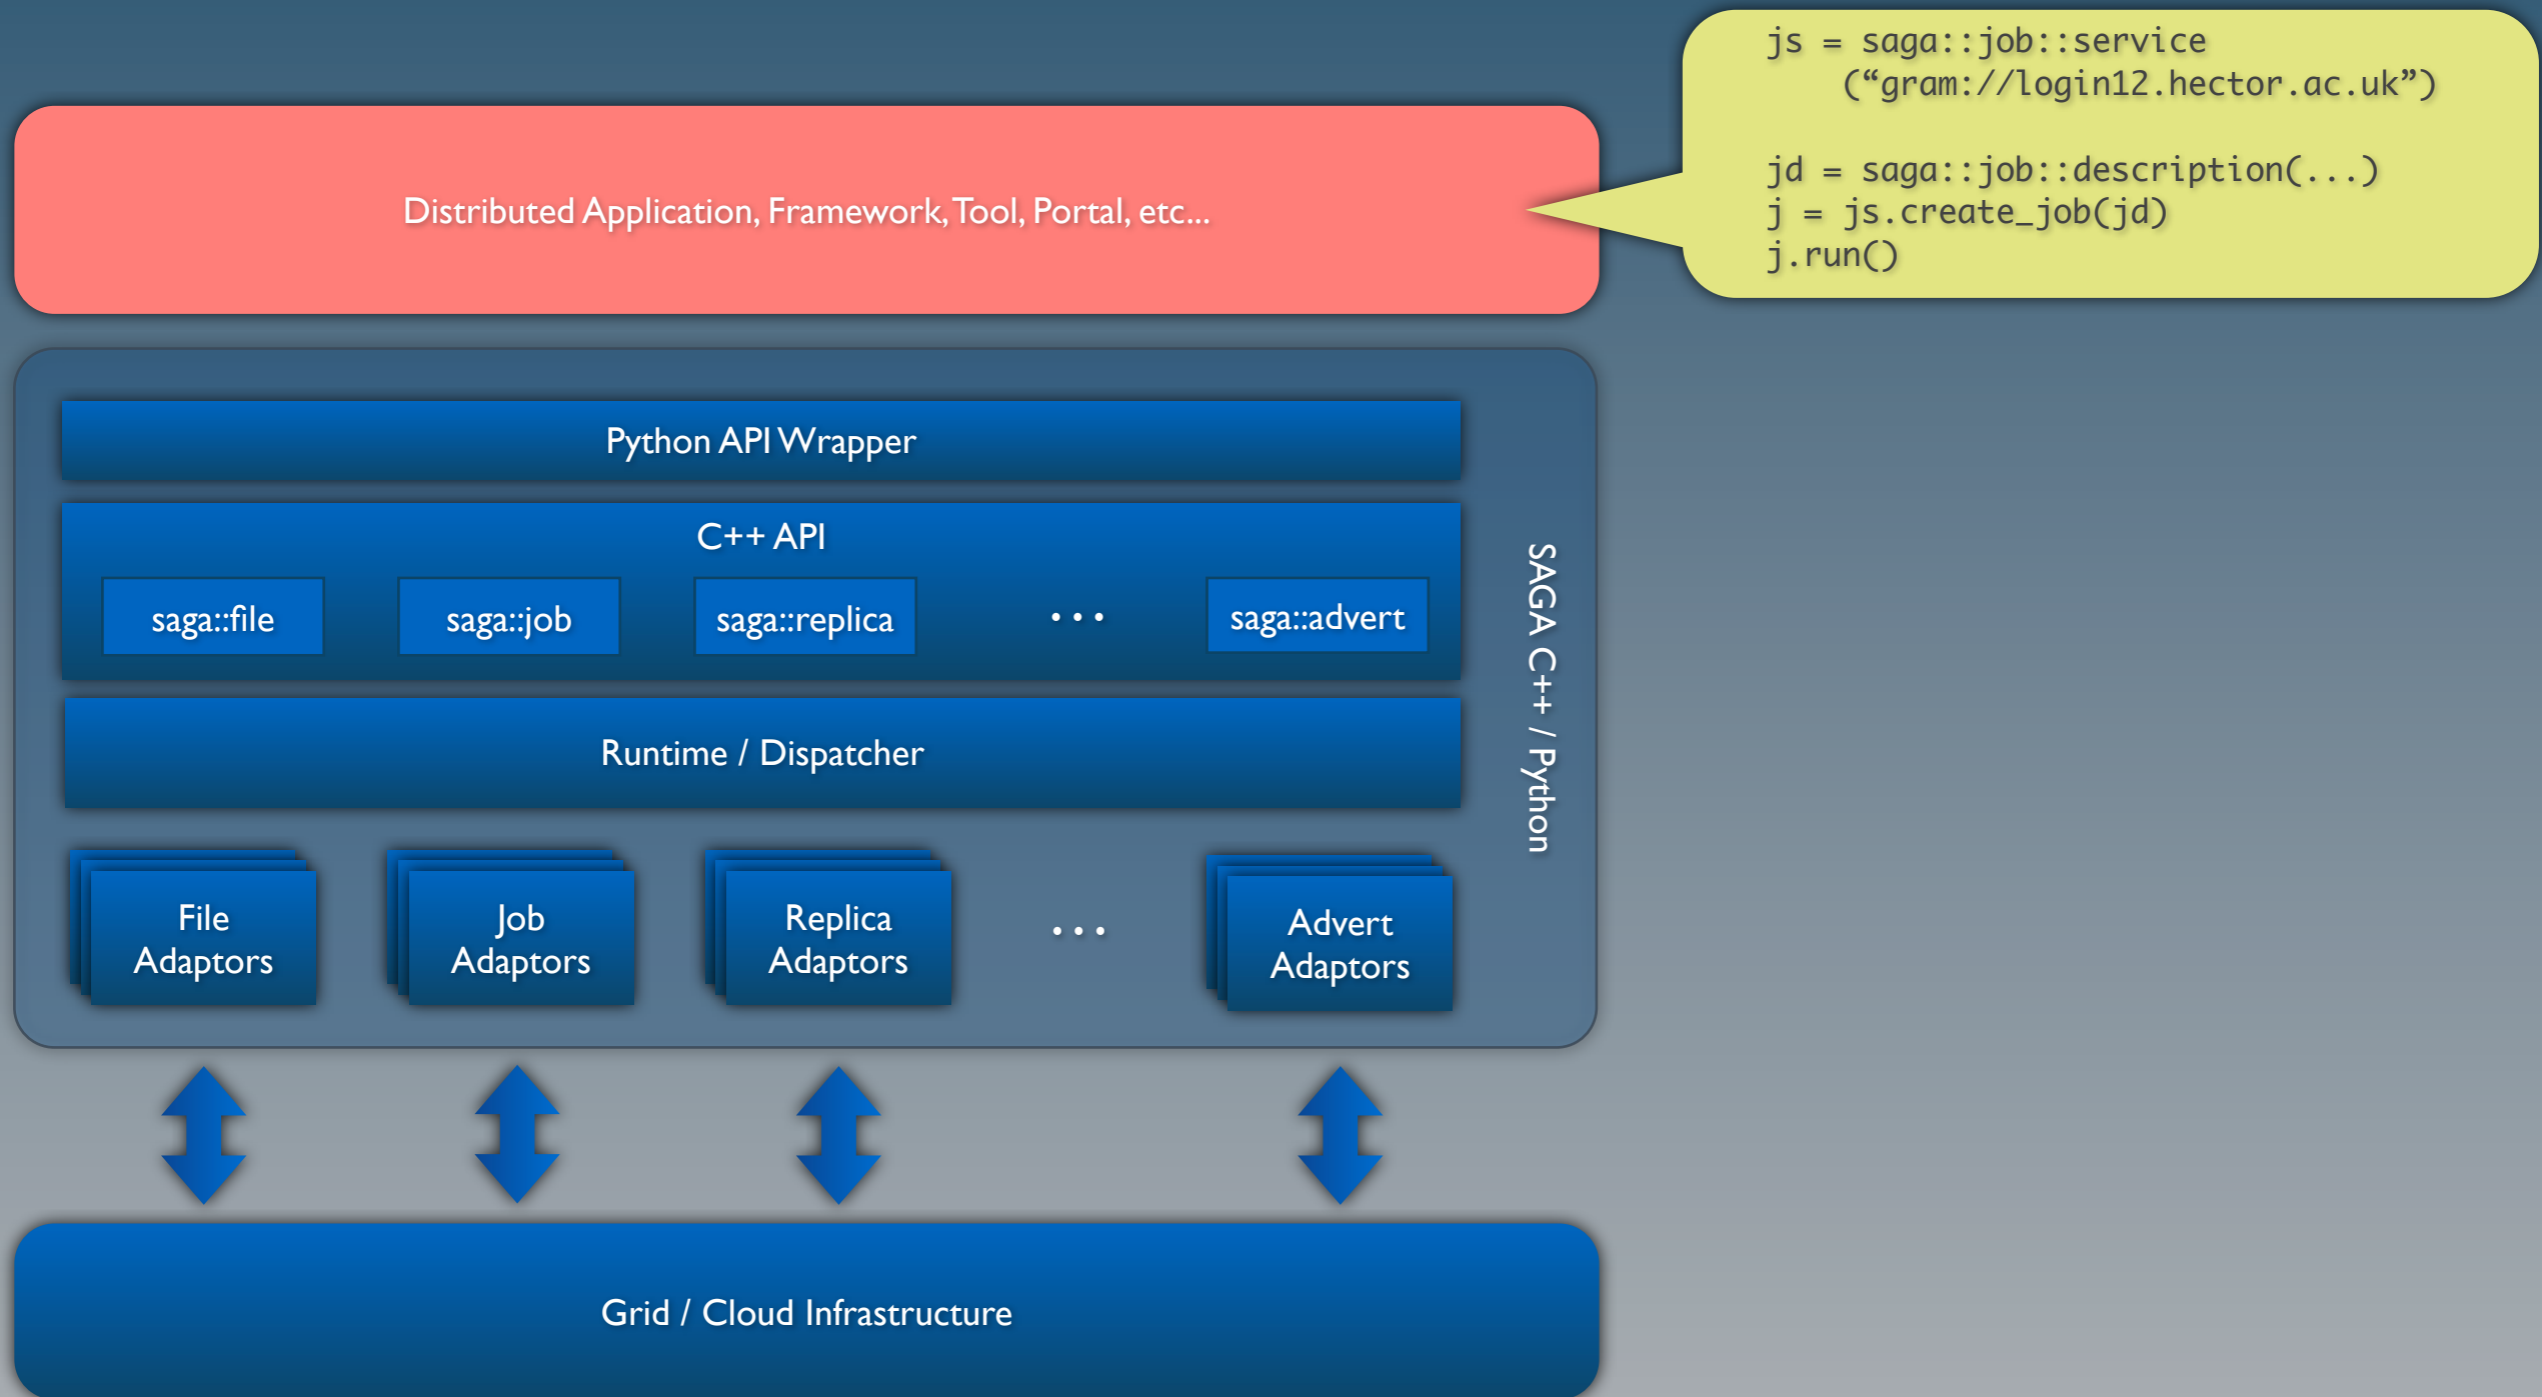 js = saga::job::service
(“gram://login12.hector.ac.uk”)
jd = saga::job::description(...)
j = js.create_job(jd)
j.run()
Distributed Application, Framework, Tool, Portal, etc...
Python API Wrapper
C++ API
saga::file
saga::job
saga::replica
...
saga::advert
SAGA C++ / Python
Runtime / Dispatcher
File
Adaptors
Job
Adaptors
Replica
Adaptors
...
Advert
Adaptors
Grid / Cloud Infrastructure